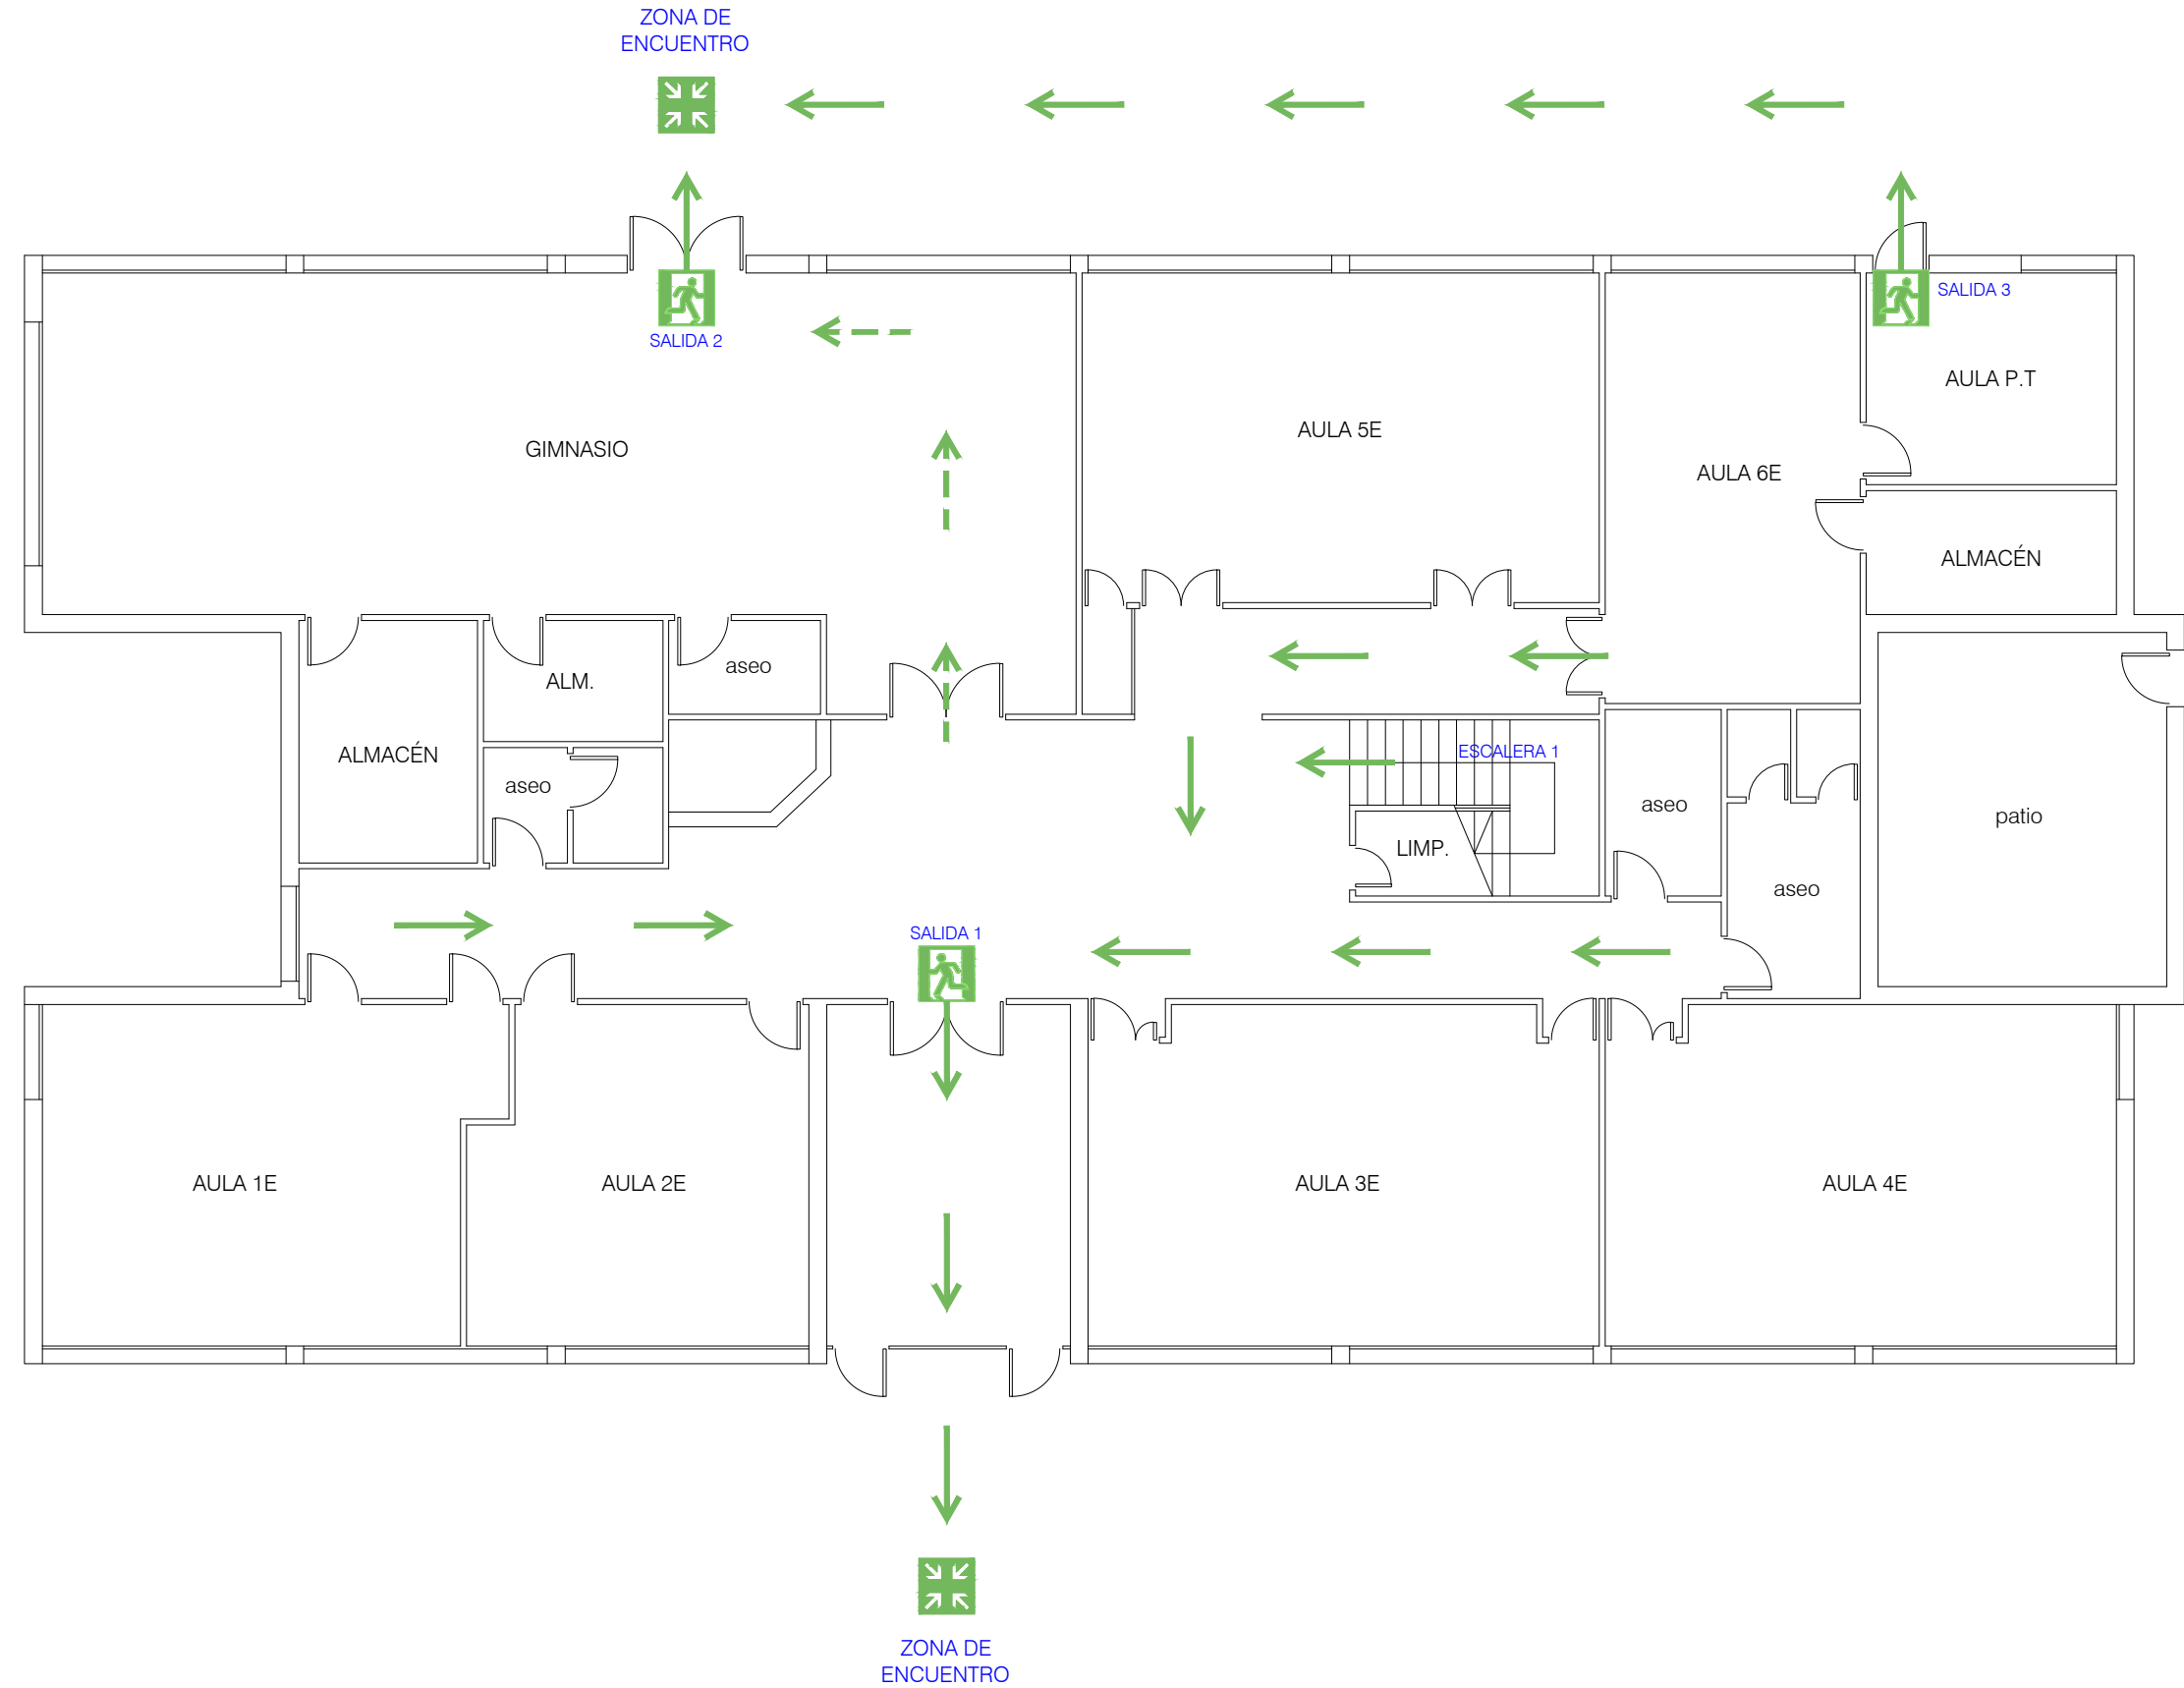 ZONA DE
ENCUENTRO
SALIDA 2
SALIDA 3
AULA P.T
GIMNASIO
AULA 5E
AULA 6E
ALMACÉN
aseo
ALM.
ALMACÉN
aseo
ESCALERA 1
LIMP.
aseo
aseo
patio
SALIDA 1
AULA 1E
AULA 2E
AULA 3E
AULA 4E
ZONA DE
ENCUENTRO